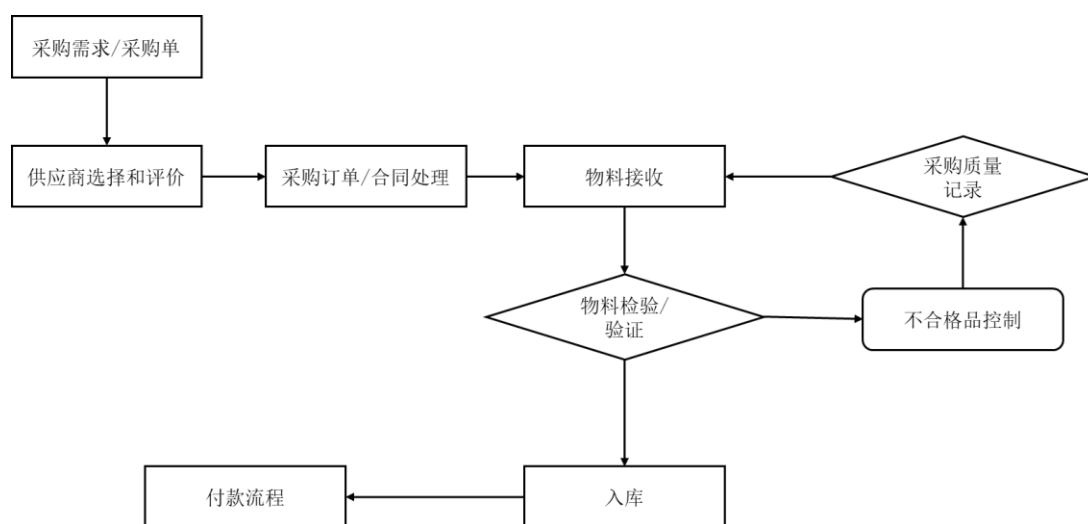 采购需求/采购单
供应商选择和评价
采购订单/合同处理
物料接收
采购质量
记录
物料检验/
验证
不合格品控制
付款流程
入库